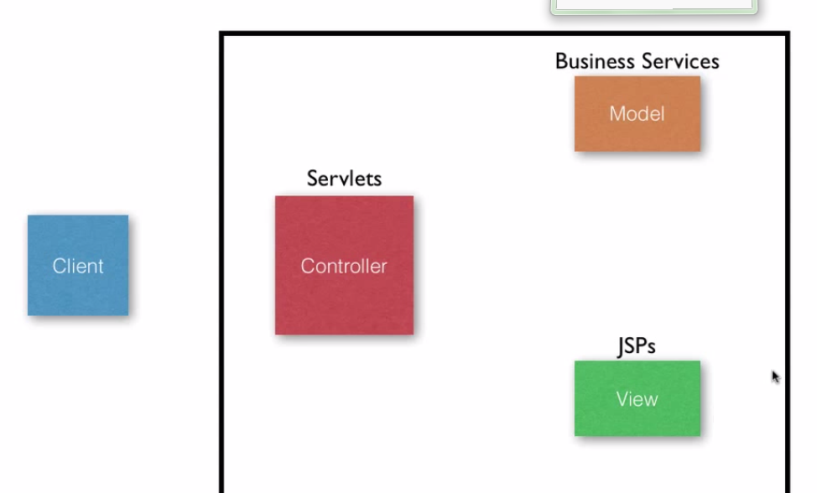 Business Services
Model
Servlets
Client
Controller
JSPs
View